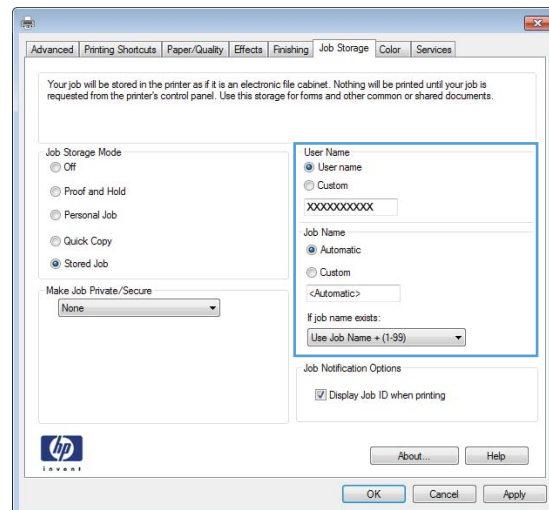 Advanced Printing Shortcuts Paper/Quality Effects Finishing Job Storage Color Services
Your job will be stored in the printer as if it is an electronic file cabinet. Nothing will be printed until your job is
requested from the printer's control panel. Use this storage for forms and other common or shared documents.
Job Storage Mode
Off
Proof and Hold
Personal Job
Quick Copy
Stored Job
Make Job Private/Secure
None
User Name
User name
Custom
XXXXXXXXXX
Job Name
Automatic
Custom
<Automatic>
If job name exists:
Use Job Name + (1-99)
Job Notification Options
Display Job ID when printing
hp
invent
About... Help
OK Cancel Apply